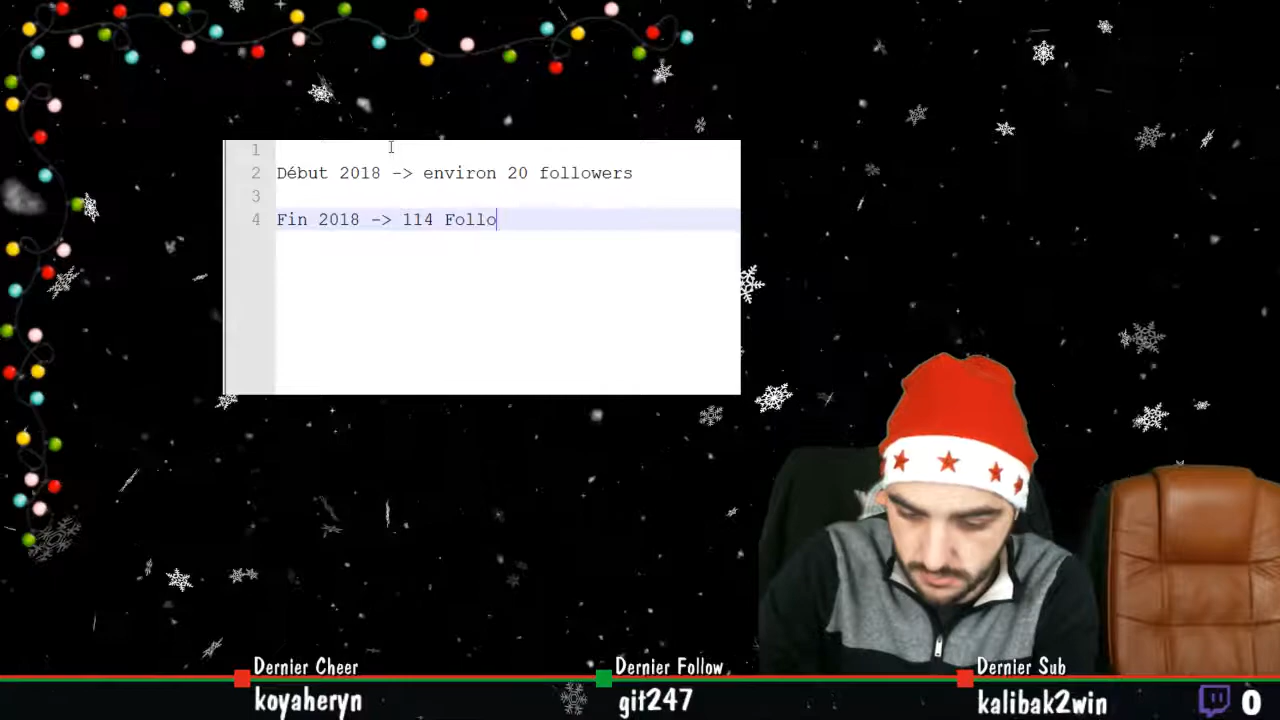 1
2 Début 2018 -> environ 20 followers
3
4 Fin 2018 -> 114 Follo
Dernier Cheer
koyaheryn
Dernier Follow
git247
Dernier Sub
kalibak2win
0